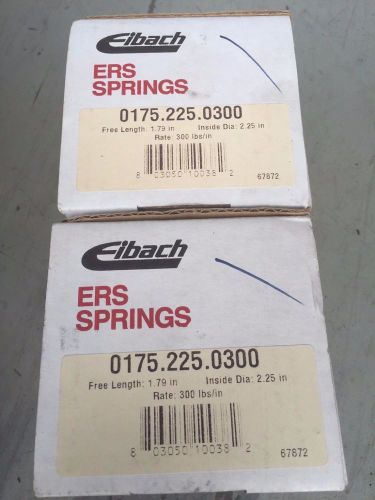 Eibach
ERS
SPRINGS
0175.225.0300
Free Length: 1.79 in Inside Dia: 2.25 in
Rate: 300 lbs/in
8 03050 10038 2
67872
Eibach
ERS
SPRINGS
0175.225.0300
Free Length: 1.79 in Inside Dia: 2.25 in
Rate: 300 lbs/in
8 03050 10038 2
67872